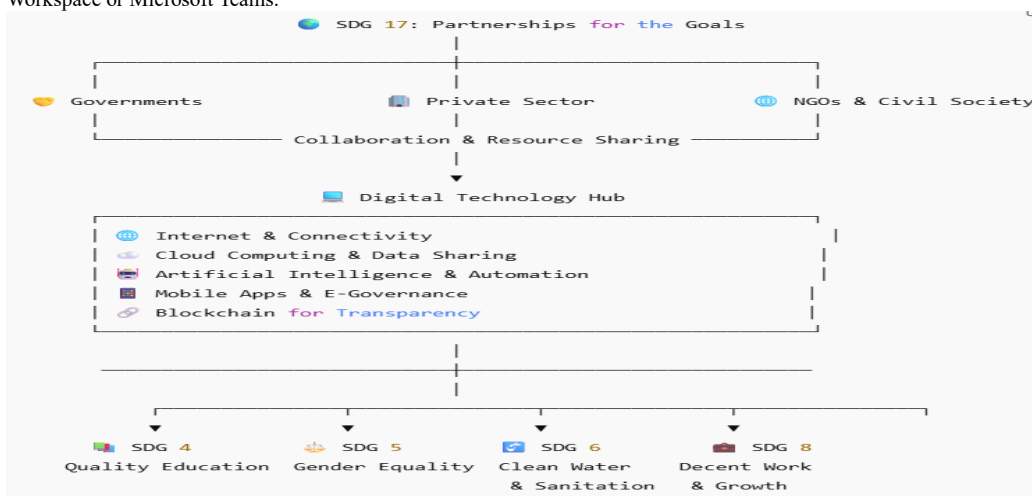 Workspace or Microsoft Teams.
SDG 17: Partnerships for the Goals
Governments Private Sector NGOs & Civil Society
Collaboration & Resource Sharing
Digital Technology Hub
Internet & Connectivity
Cloud Computing & Data Sharing
Artificial Intelligence & Automation
Mobile Apps & E-Governance
Blockchain for Transparency
SDG 4 SDG 5 SDG 6 SDG 8
Quality Education Gender Equality Clean Water Decent Work
& Sanitation & Growth